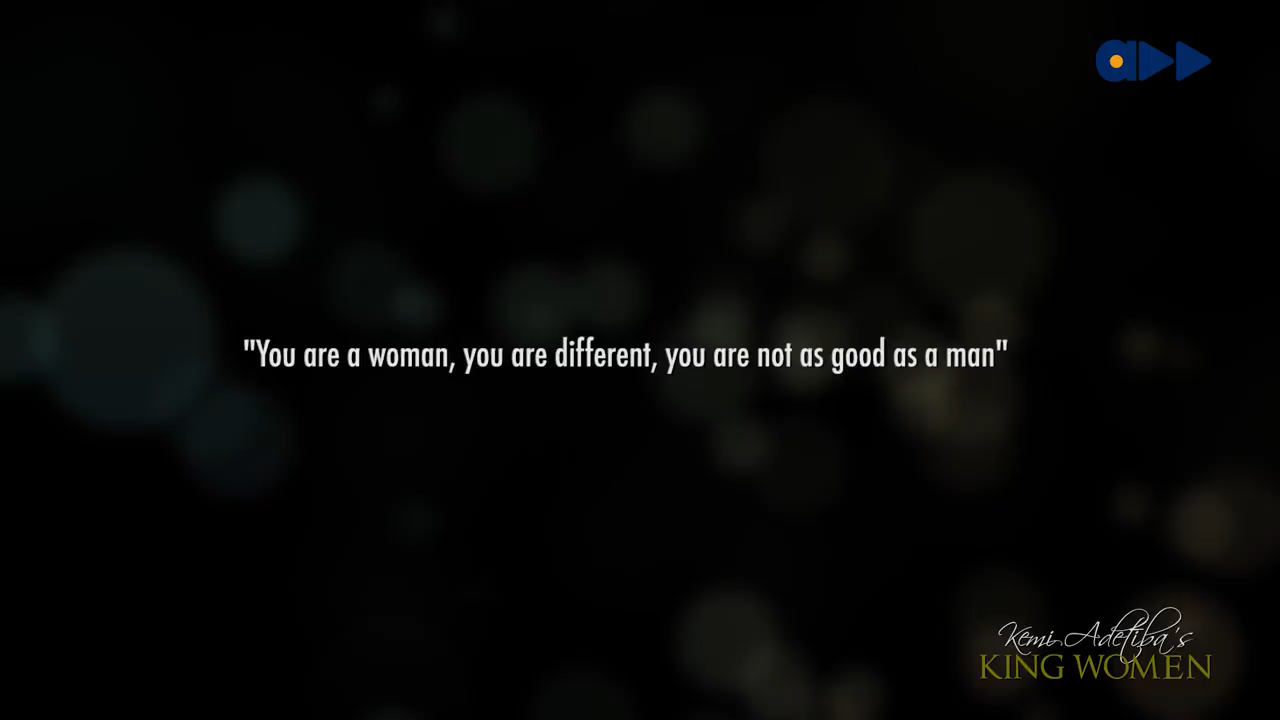 "You are a woman, you are different, you are not as good as a man"
Kemi Adetiba's
KING WOMEN